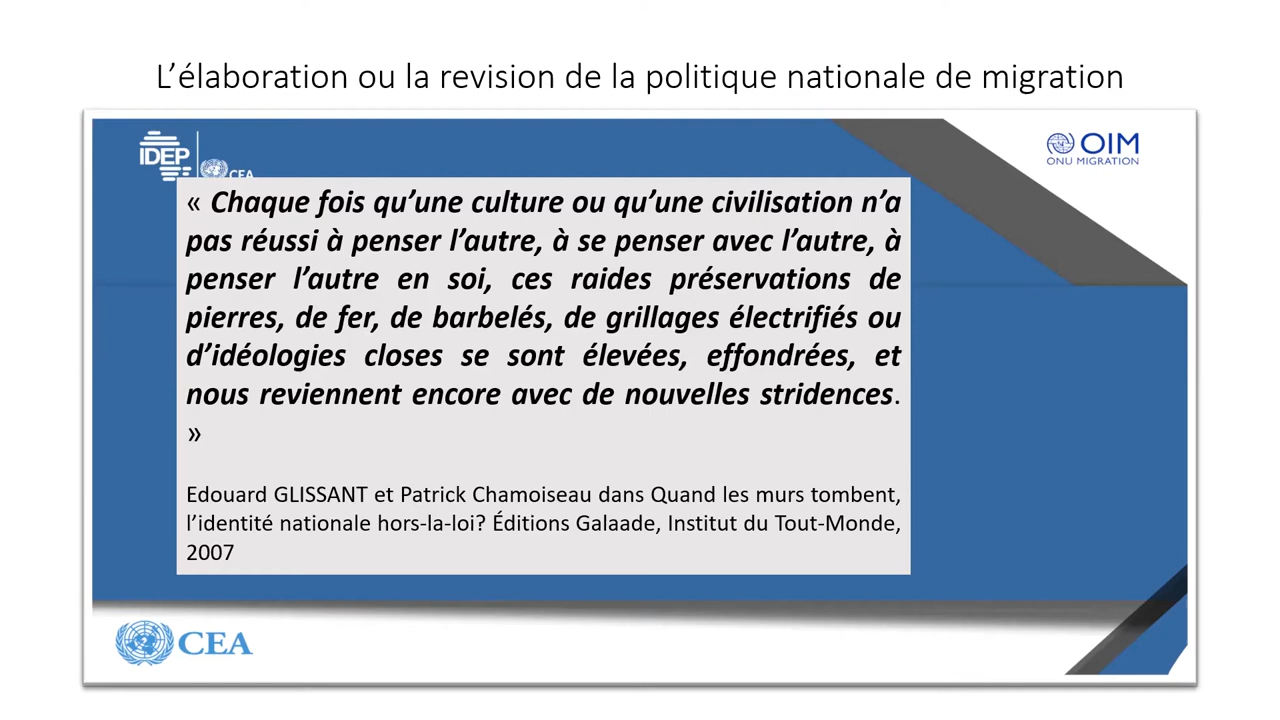 L’élaboration ou la revision de la politique nationale de migration
IDEP
CEA
OIM
ONU MIGRATION
« Chaque fois qu’une culture ou qu’une civilisation n’a
pas réussi à penser l’autre, à se penser avec l’autre, à
penser l’autre en soi, ces raides préservations de
pierres, de fer, de barbelés, de grillages électrifiés ou
d’idéologies closes se sont élevées, effondrées, et
nous reviennent encore avec de nouvelles stridences.
»
Edouard GLISSANT et Patrick Chamoiseau dans Quand les murs tombent,
l’identité nationale hors-la-loi? Éditions Galaade, Institut du Tout-Monde,
2007
CEA